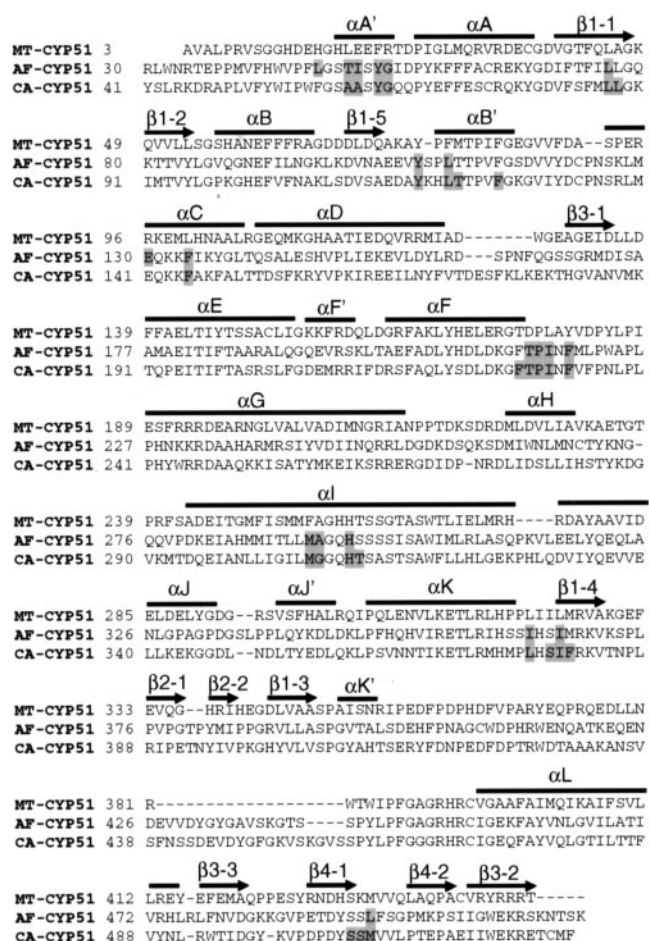 αA' αA β1-1
MT-CYP51 3 AVALPRVSGGHDEHGHLEEFRTDPIGLMQRVRDECGDVGTFQLAGK
AF-CYP51 30 RLWNRTEPPMVFHWVPFLGSTISYGIDPYKFFFACREKYGDIFTFILLGQ
CA-CYP51 41 YSLRKDRAPLVFYWIPWFGSAASYGQQPYEFFESCRQKYGDVFSFMLLGK
β1-2 αB β1-5 αB'
MT-CYP51 49 QVVLLSGSHANEFFFRAGDDDLDQAKAY-PFMTPIFGEGVVFDA--SPER
AF-CYP51 80 KTTVYLGVQGNEFILNGKLKDVNAEEVYSPLTTPVFGSDVVYDCPNSKLM
CA-CYP51 91 IMTVYLGPKGHEFVFNAKLSDVSAEDAYKHLTTPVFGKGVIYDCPNSRLM
αC αD β3-1
MT-CYP51 96 RKEMLHNAALRGEQMKGHAATIEDQVRRMIAD-------WGEAGEIDLLD
AF-CYP51 130 EQKKFIKYGLTQSALESHVPLIEKEVLDYLRD---SPNFQGSSGRMDISA
CA-CYP51 141 EQKKFAKFALTTDSFKRYVPKIREEILNYFVTDESFKLKEKTHGVANVMK
αE αF' αF
MT-CYP51 139 FFAELTIYTSSACLIGKKFRDQLDGRFAKLYHELERGTDPLAYVDPYLPI
AF-CYP51 177 AMAEITIFTAARALQGQEVRSKLTAEFADLYHDLDKGFTPINFMLPWAPL
CA-CYP51 191 TQPEITIFTASRSLFGDEMRRIFDRSFAQLYSDLDKGFTPINFVFPNLPL
αG αH
MT-CYP51 189 ESFRRRDEARNGLVALVADIMNGRIANPPTDKSDRDMLDVLIAVKAETGT
AF-CYP51 227 PHNKKRDAAHARMRSIYVDIINQRRLDGDKDSQKSDMIWNLMNCTYKNG-
CA-CYP51 241 PHYWRRDAAQKKISATYMKEIKSRRERGDIDP-NRDLIDSLLIHSTYKDG
αI
MT-CYP51 239 PRFSADEITGMFISMMFAGHHTSSGTASWTLIELMRH----RDAYAAVID
AF-CYP51 276 QQVPDKEIAHMMITLLMAGQHSSSSISAWIMLRLASQPKVLEELYQEQLA
CA-CYP51 290 VKMTDQEIANLLIGILMGGQHTSASTSAWFLLHLGEKPHLQDVIYQEVVE
αJ αJ' αK β1-4
MT-CYP51 285 ELDELYGDG--RSVSFHALRQIPQLENVLKETLRLHPPLIILMRVAKGEF
AF-CYP51 326 NLGPAGPDGSLPPLQYKDLDKLPFHQHVIRETLRIHSSIHSIMRKVKSPL
CA-CYP51 340 LLKEKGGDL--NDLTYEDLQKLPSVNNTIKETLRMHMPLHSIFRKVTNPL
β2-1 β2-2 β1-3 αK'
MT-CYP51 333 EVQG---HRIHEGDLVAASPAISNRIPEDFPDPHDFVPARYEQPRQEDLLN
AF-CYP51 376 PVPGTPYMIPPGRVLLASPGVTALSDEHFPNAGCWDPHRWENQATKEQEN
CA-CYP51 388 RIPETNYIVPKGHYVLVSPGYAHTSERYFDNPEDFDPTRWDTAAAKANSV
αL
MT-CYP51 381 R----------------WTWIPFGAGRHRCVGAAFAIMQIKAIFSVL
AF-CYP51 426 DEVVDYGYGAVSKGTS---SPYLPFGAGRHRCIGEKFAYVNLGVILATI
CA-CYP51 438 SFNSSDEVDYGFGKVSKGVSSPYLPFGGGRHRCIGEQFAYVQLGTILTTF
β3-3 β4-1 β4-2 β3-2
MT-CYP51 412 LREY-EFEMAQPPESYRNDHSKMVVQLAQPACVRYRRRT-----
AF-CYP51 472 VRHLRLFNVDGKKGVPETDYSSLFSGPMKPSIIGWEKRSKNTSK
CA-CYP51 488 VYNL-RWTIDGY-KVPDPDYSSMVVLPTEPAEIIWEKRETCMF